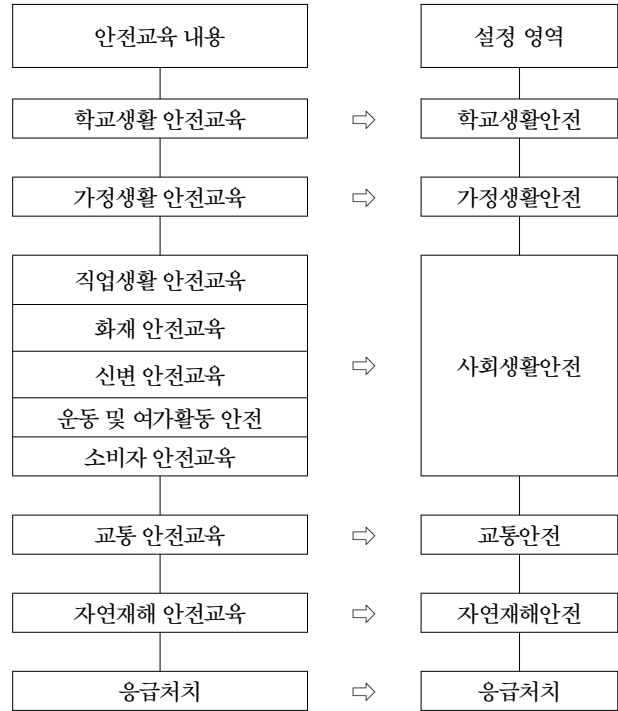 안전교육 내용
설정 영역
학교생활 안전교육 ⇨ 학교생활안전
가정생활 안전교육 ⇨ 가정생활안전
직업생활 안전교육
화재 안전교육
신변 안전교육 ⇨ 사회생활안전
운동 및 여가활동 안전
소비자 안전교육
교통 안전교육 ⇨ 교통안전
자연재해 안전교육 ⇨ 자연재해안전
응급처치 ⇨ 응급처치